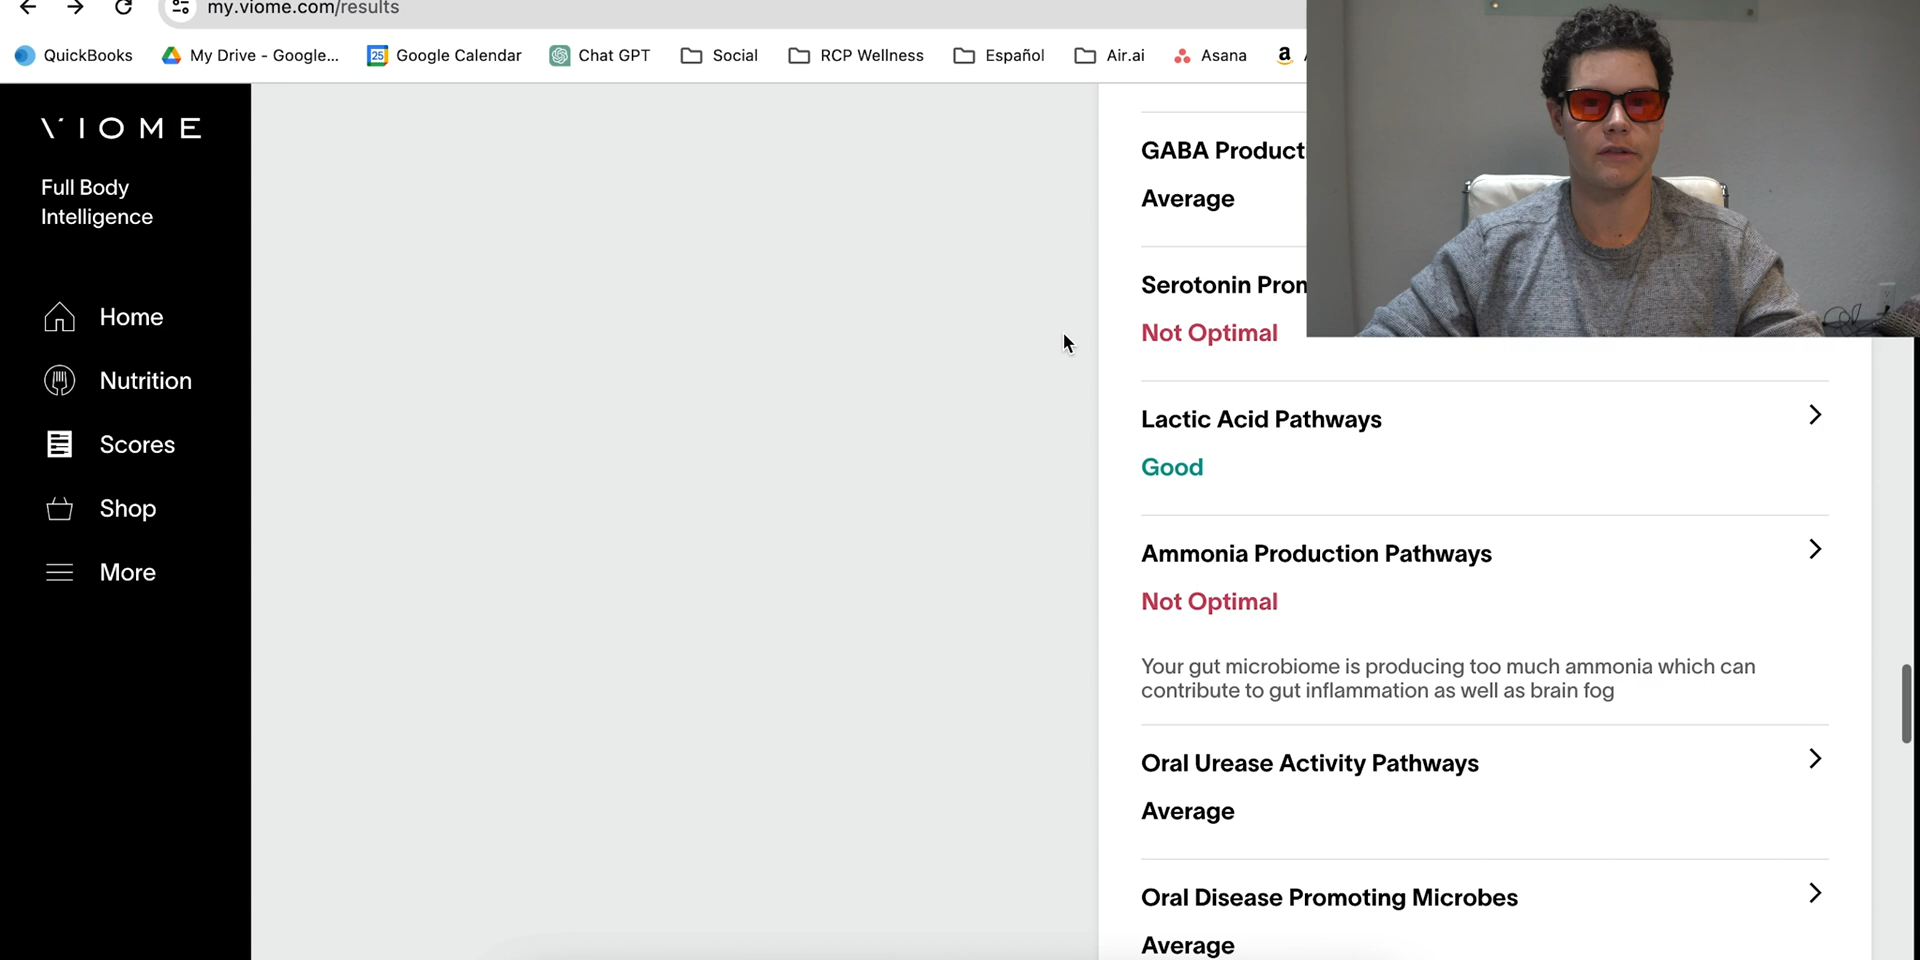 my.viome.com/results
QuickBooks
My Drive - Google...
25
Google Calendar
Chat GPT
Social
RCP Wellness
Español
Air.ai
Asana
a
VIOME
Full Body
Intelligence
Home
Nutrition
Scores
Shop
More
GABA Product
Average
Serotonin
Not Optimal
Lactic Acid Pathways
Good
Ammonia Production Pathways
Not Optimal
Your gut microbiome is producing too much ammonia which can
contribute to gut inflammation as well as brain fog
Oral Urease Activity Pathways
Average
Oral Disease Promoting Microbes
Average